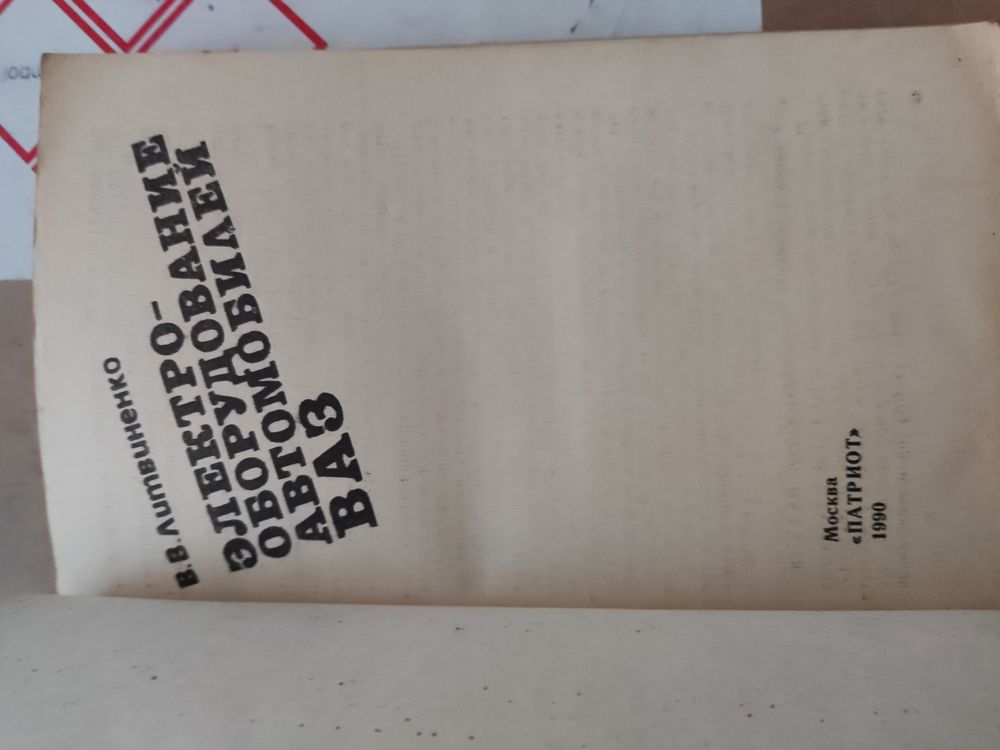 В.В.Литвиненко
ЭЛЕКТРО-
ОБОРУДОВАНИЕ
АВТОМОБИЛЕЙ
ВАЗ
Москва
«ПАТРИОТ»
1990